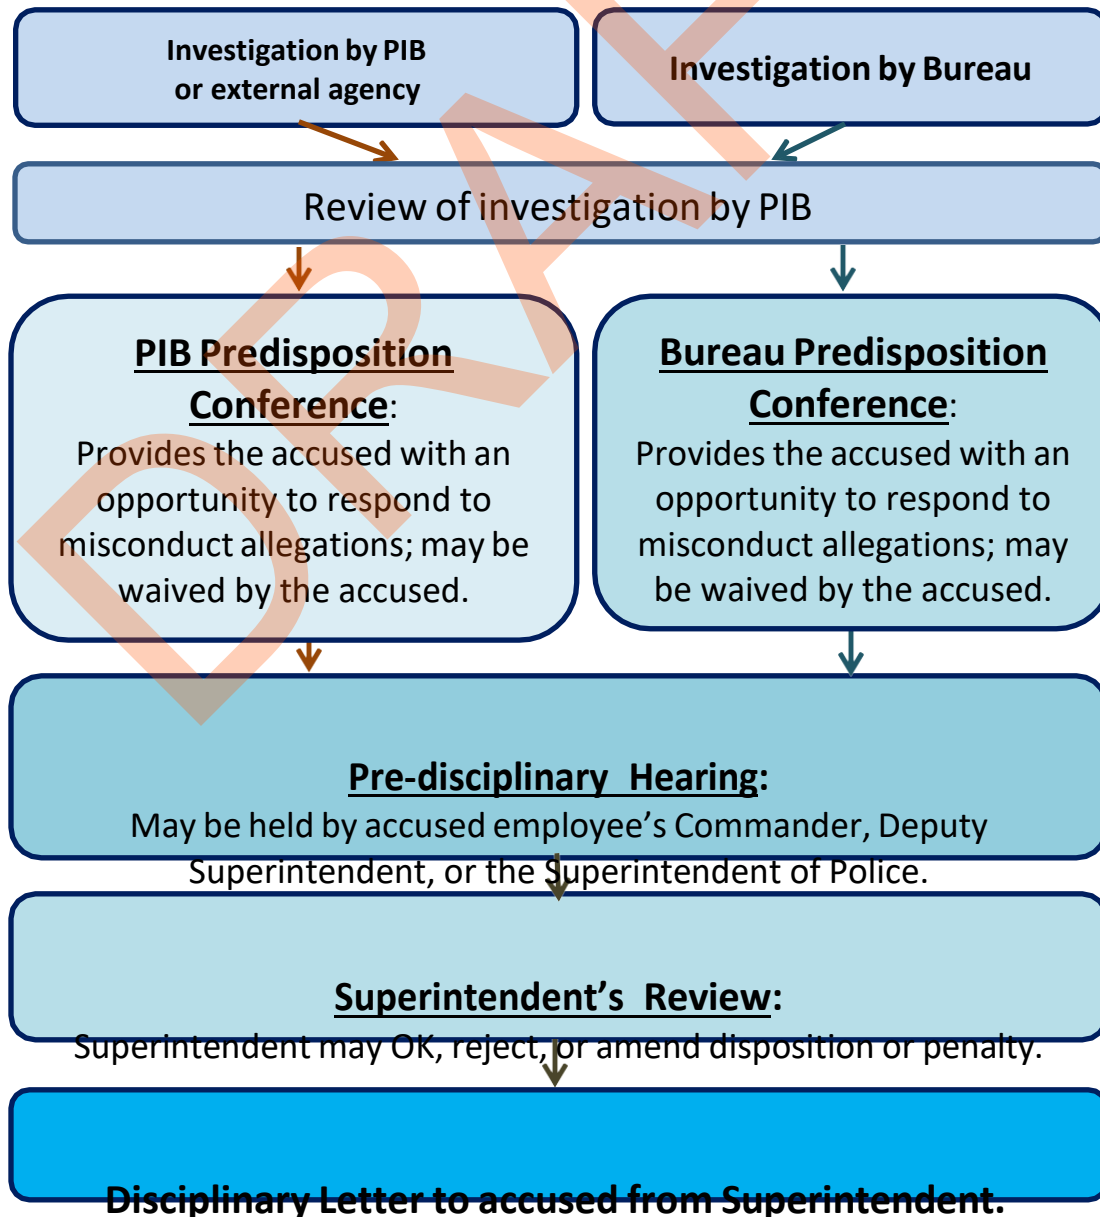 Investigation by PIB
or external agency
Investigation by Bureau
Review of investigation by PIB
PIB Predisposition
Conference:
Provides the accused with an
opportunity to respond to
misconduct allegations; may be
waived by the accused.
Bureau Predisposition
Conference:
Provides the accused with an
opportunity to respond to
misconduct allegations; may
be waived by the accused.
Pre-disciplinary Hearing:
May be held by accused employee’s Commander, Deputy
Superintendent, or the Superintendent of Police.
Superintendent’s Review:
Superintendent may OK, reject, or amend disposition or penalty.
Disciplinary Letter to accused from Superintendent.